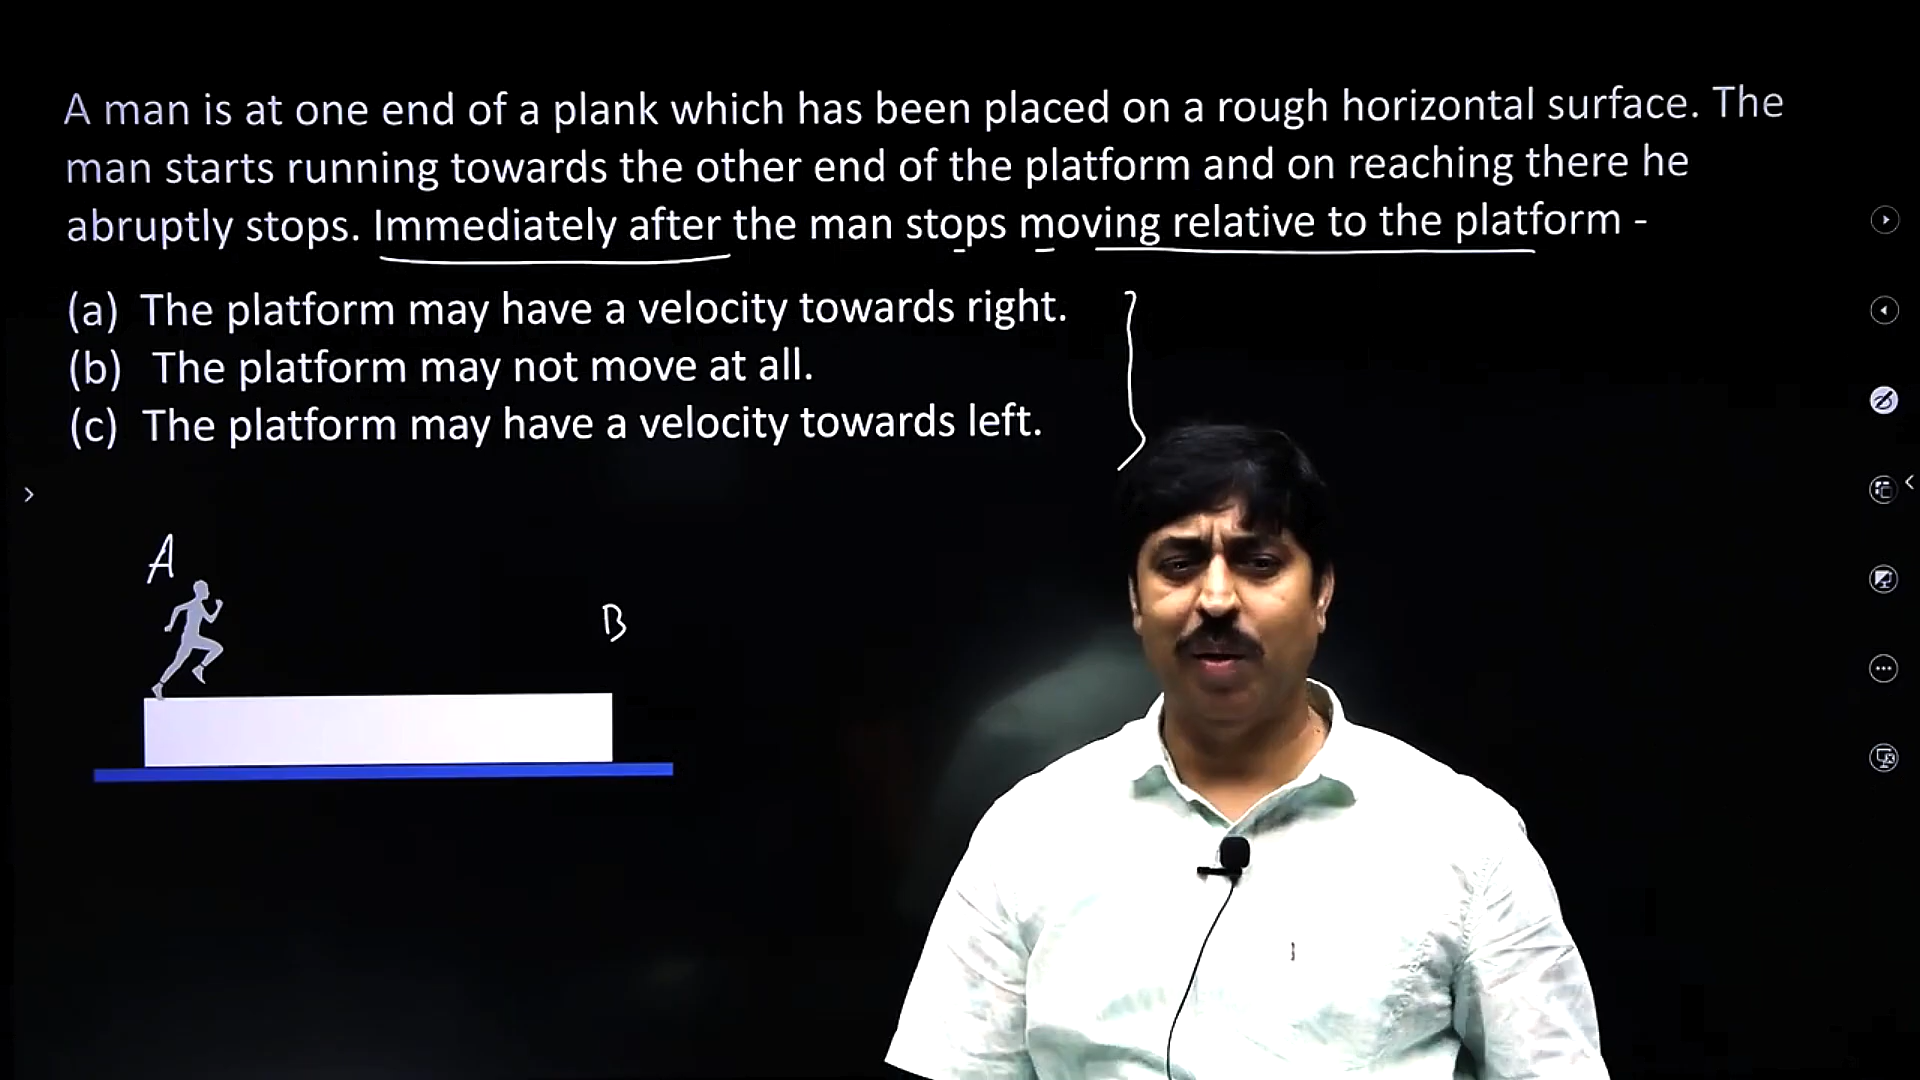 A man is at one end of a plank which has been placed on a rough horizontal surface. The
man starts running towards the other end of the platform and on reaching there he
abruptly stops. Immediately after the man stops moving relative to the platform -
(a) The platform may have a velocity towards right.
(b) The platform may not move at all.
(c) The platform may have a velocity towards left.
A
B